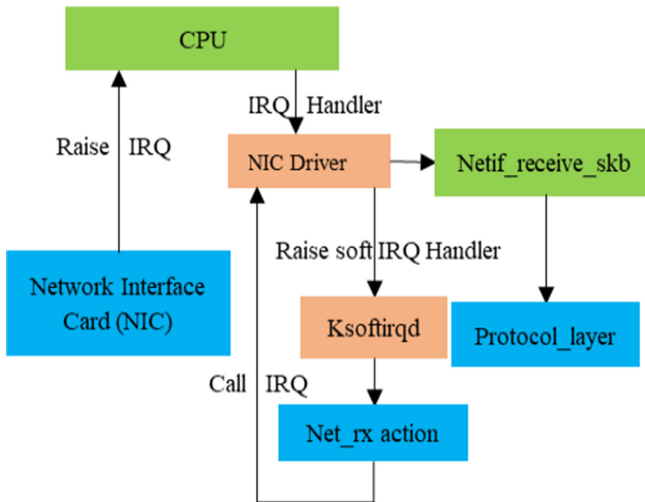 CPU
IRQ Handler
Raise IRQ
NIC Driver
Netif_receive_skb
Raise soft IRQ Handler
Network Interface
Card (NIC)
Ksoftirqd
Protocol_layer
Call IRQ
Net_rx action